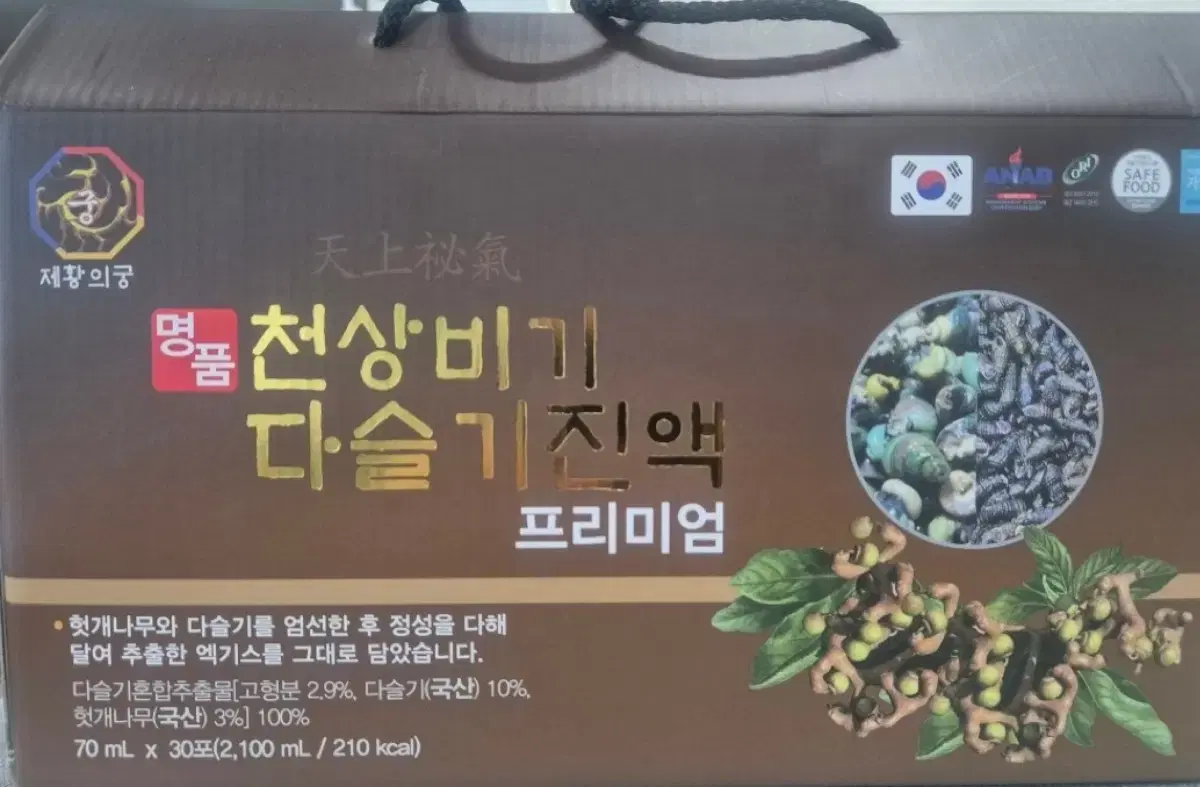 궁
제황의궁
ANAB
SAFE
FOOD
天上祕氣
명품
천상비기
다슬기진액
프리미엄
• 헛개나무와 다슬기를 엄선한 후 정성을 다해
달여 추출한 엑기스를 그대로 담았습니다.
다슬기혼합추출물[고형분 2.9%, 다슬기(국산) 10%,
헛개나무(국산) 3%] 100%
70 mL x 30포(2,100 mL / 210 kcal)